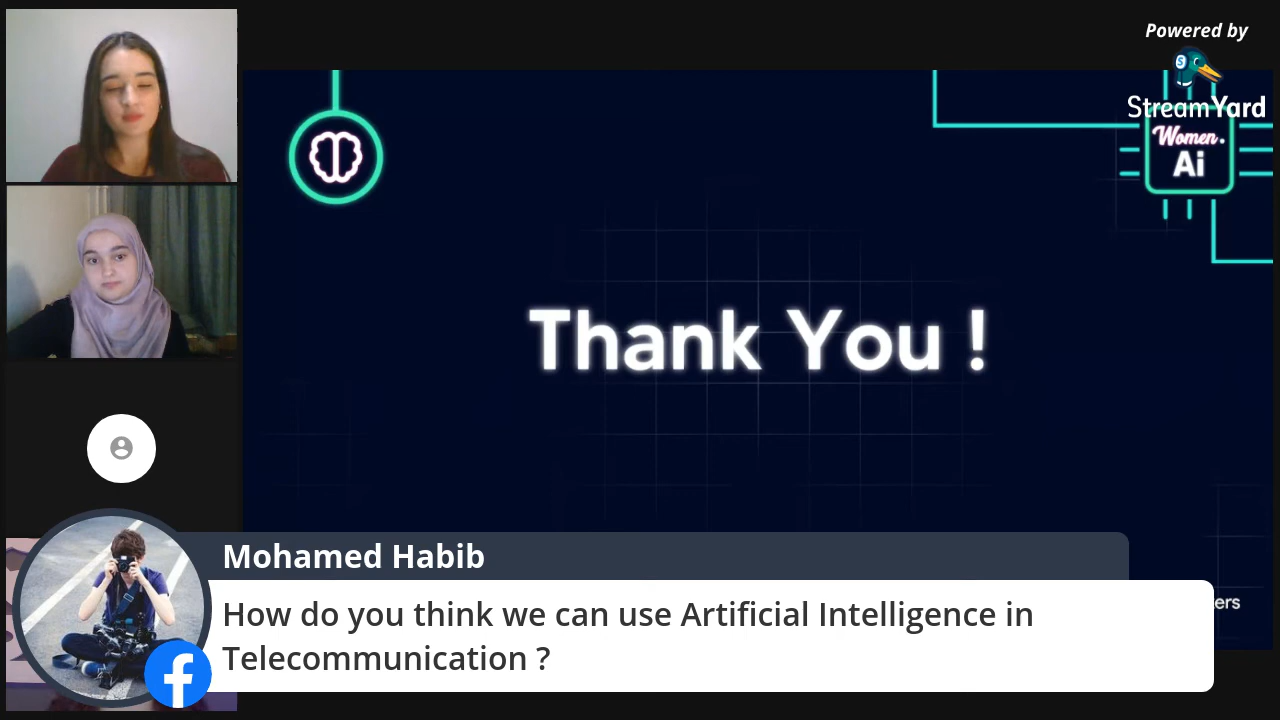 Powered by
StreamYard
Women.
Ai
Thank You !
Mohamed Habib
How do you think we can use Artificial Intelligence in
Telecommunication ?